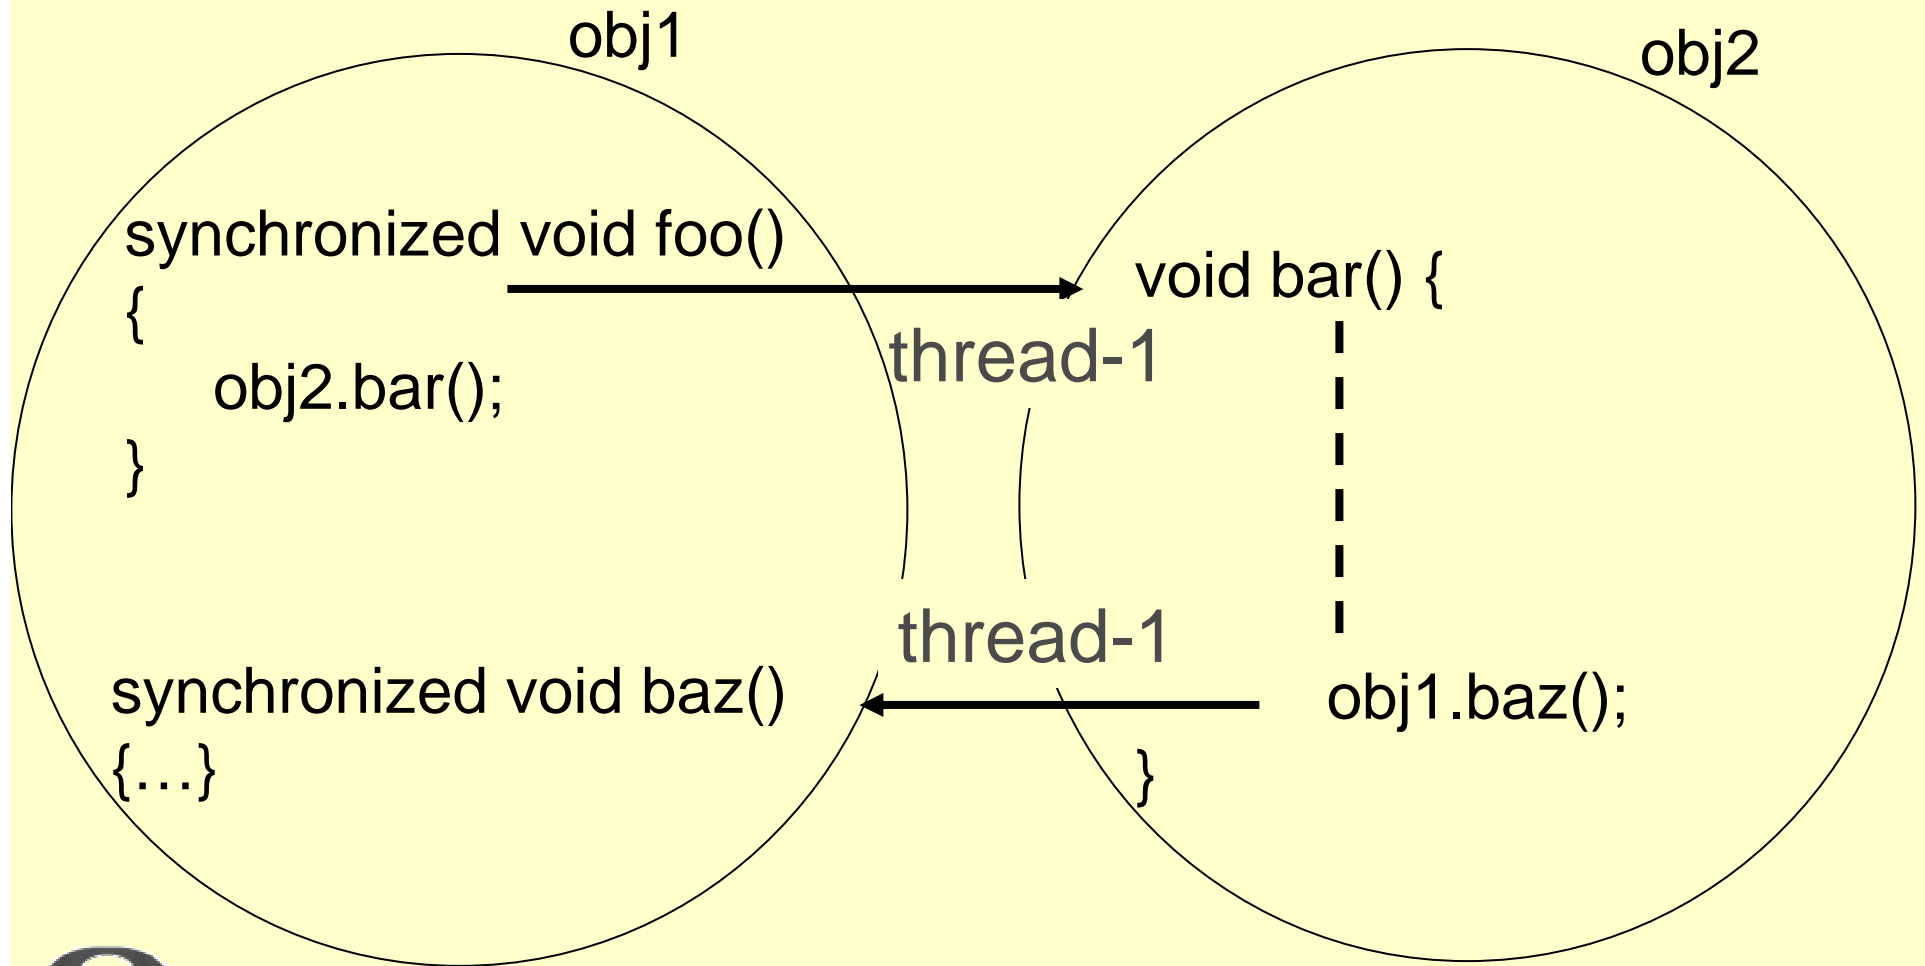 obj1
obj2
synchronized void foo()
{
obj2.bar();
}
thread-1
void bar() {
thread-1
synchronized void baz()
{…}
obj1.baz();
}